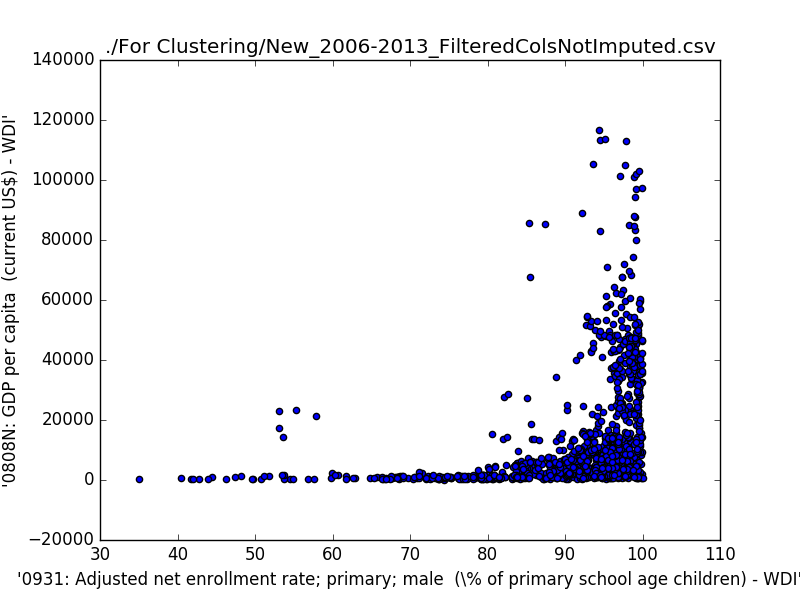 ./For Clustering/New_2006-2013_FilteredColsNotImputed.csv
140000
120000
100000
80000
60000
40000
20000
0
−20000
'0808N: GDP per capita  (current US$) - WDI'
30 40 50 60 70 80 90 100 110
'0931: Adjusted net enrollment rate; primary; male  (\% of primary school age children) - WDI'